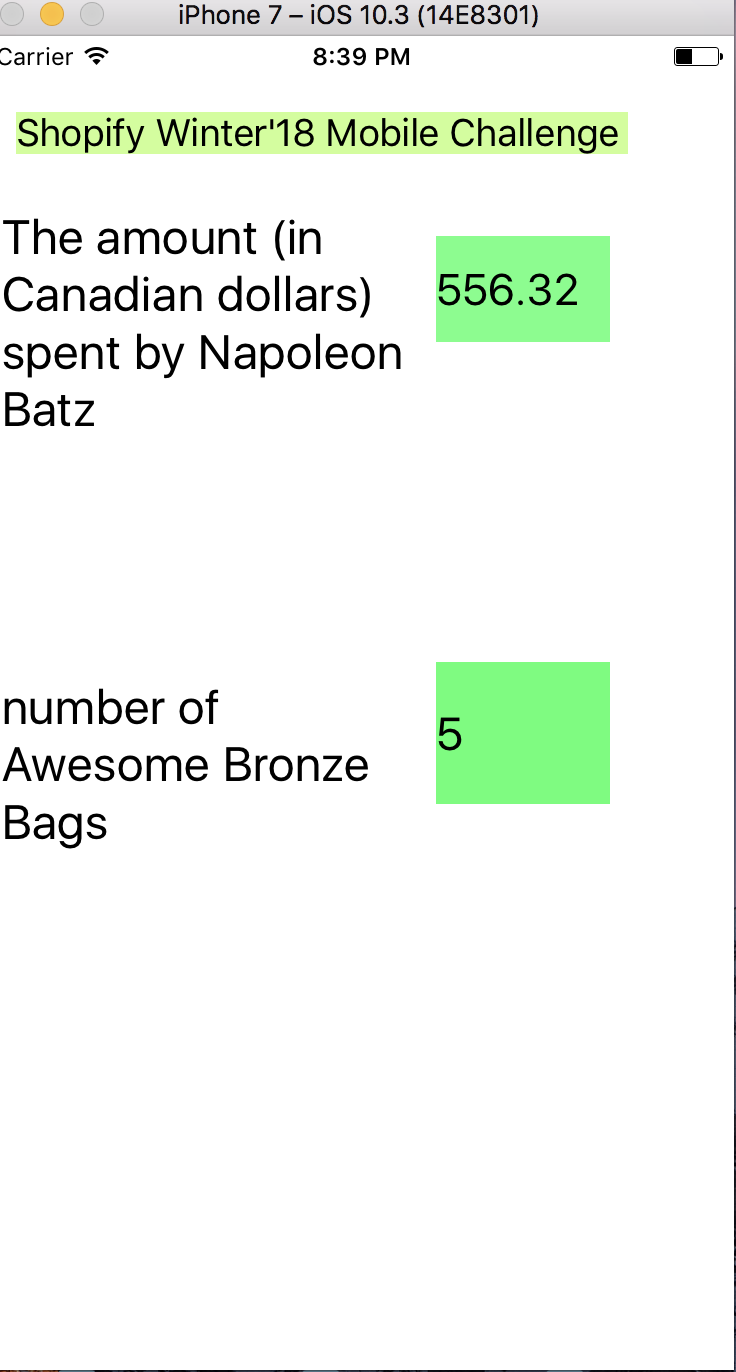 iPhone 7 – iOS 10.3 (14E8301)
Carrier 8:39 PM
Shopify Winter'18 Mobile Challenge
The amount (in
Canadian dollars)
spent by Napoleon
Batz
556.32
number of
Awesome Bronze
Bags
5